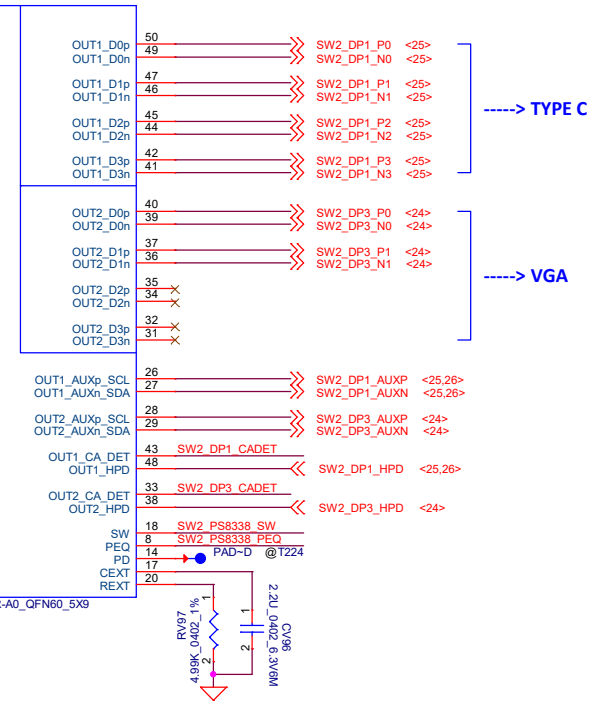 OUT1_D0p 50 SW2_DP1_P0 <25>
OUT1_D0n 49 SW2_DP1_N0 <25>
OUT1_D1p 47 SW2_DP1_P1 <25>
OUT1_D1n 46 SW2_DP1_N1 <25>
-----> TYPE C
OUT1_D2p 45 SW2_DP1_P2 <25>
OUT1_D2n 44 SW2_DP1_N2 <25>
OUT1_D3p 42 SW2_DP1_P3 <25>
OUT1_D3n 41 SW2_DP1_N3 <25>
OUT2_D0p 40 SW2_DP3_P0 <24>
OUT2_D0n 39 SW2_DP3_N0 <24>
OUT2_D1p 37 SW2_DP3_P1 <24>
OUT2_D1n 36 SW2_DP3_N1 <24>
-----> VGA
OUT2_D2p 35
OUT2_D2n 34
OUT2_D3p 32
OUT2_D3n 31
OUT1_AUXp_SCL 26 SW2_DP1_AUXP <25,26>
OUT1_AUXn_SDA 27 SW2_DP1_AUXN <25,26>
OUT2_AUXp_SCL 28 SW2_DP3_AUXP <24>
OUT2_AUXn_SDA 29 SW2_DP3_AUXN <24>
OUT1_CA_DET 43 SW2_DP1_CADET
OUT1_HPD 48 SW2_DP1_HPD <25,26>
OUT2_CA_DET 33 SW2_DP3_CADET
OUT2_HPD 38 SW2_DP3_HPD <24>
SW 18 SW2_PS8338_SW
PEQ 8 SW2_PS8338_PEQ
PD 14 PAD~D @T224
CEXT 17
REXT 20
-A0_QFN60_5X9
RV97
4.99K_0402_1%
1
2
1
2
CV96
2.2U_0402_6.3V6M